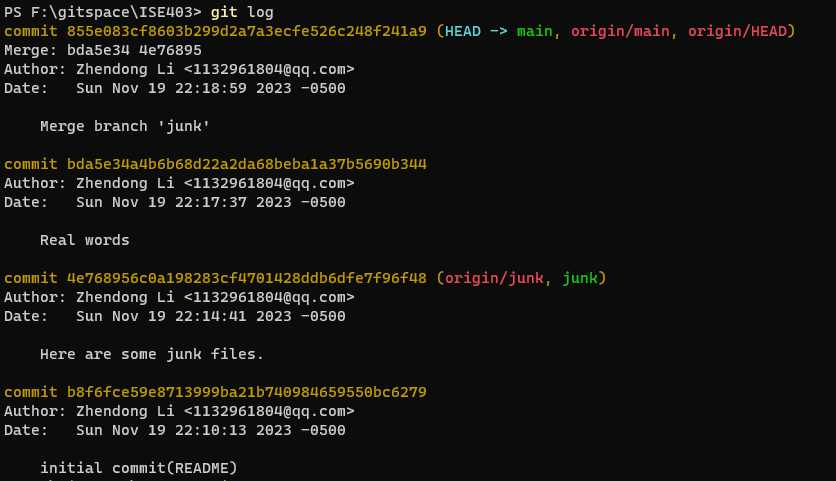 PS F:\gitspace\ISE403> git log
commit 855e083cf8603b299d2a7a3ecfe526c248f241a9 (HEAD -> main, origin/main, origin/HEAD)
Merge: bda5e34 4e76895
Author: Zhendong Li <1132961804@qq.com>
Date:   Sun Nov 19 22:18:59 2023 -0500
    Merge branch 'junk'
commit bda5e34a4b6b68d22a2da68beba1a37b5690b344
Author: Zhendong Li <1132961804@qq.com>
Date:   Sun Nov 19 22:17:37 2023 -0500
    Real words
commit 4e768956c0a198283cf4701428ddb6dfe7f96f48 (origin/junk, junk)
Author: Zhendong Li <1132961804@qq.com>
Date:   Sun Nov 19 22:14:41 2023 -0500
    Here are some junk files.
commit b8f6fce59e8713999ba21b740984659550bc6279
Author: Zhendong Li <1132961804@qq.com>
Date:   Sun Nov 19 22:10:13 2023 -0500
    initial commit(README)